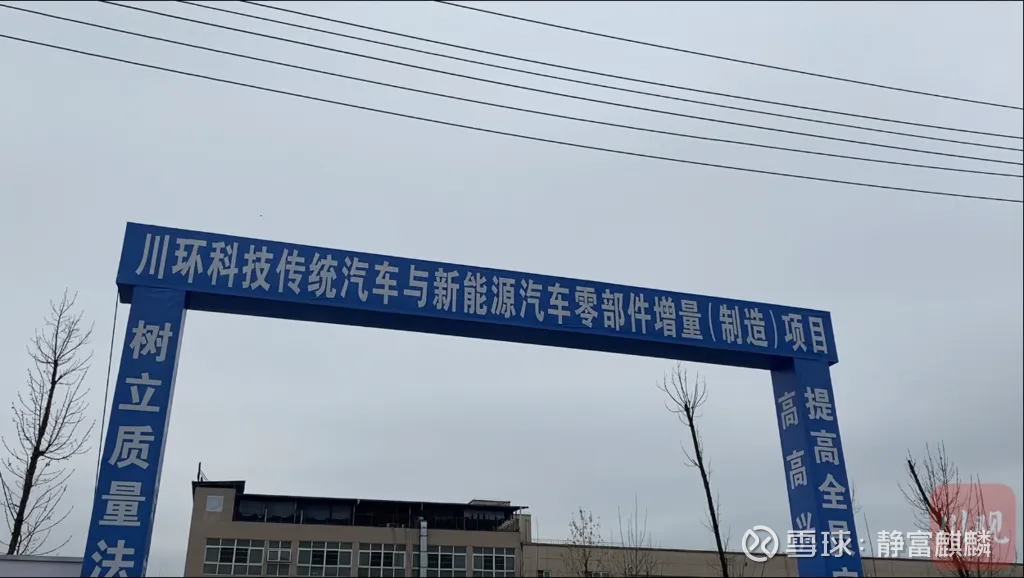 川环科技传统汽车与新能源汽车零部件增量(制造)项目
树立质量法
提高全
高高
川观
雪球:静富麒麟